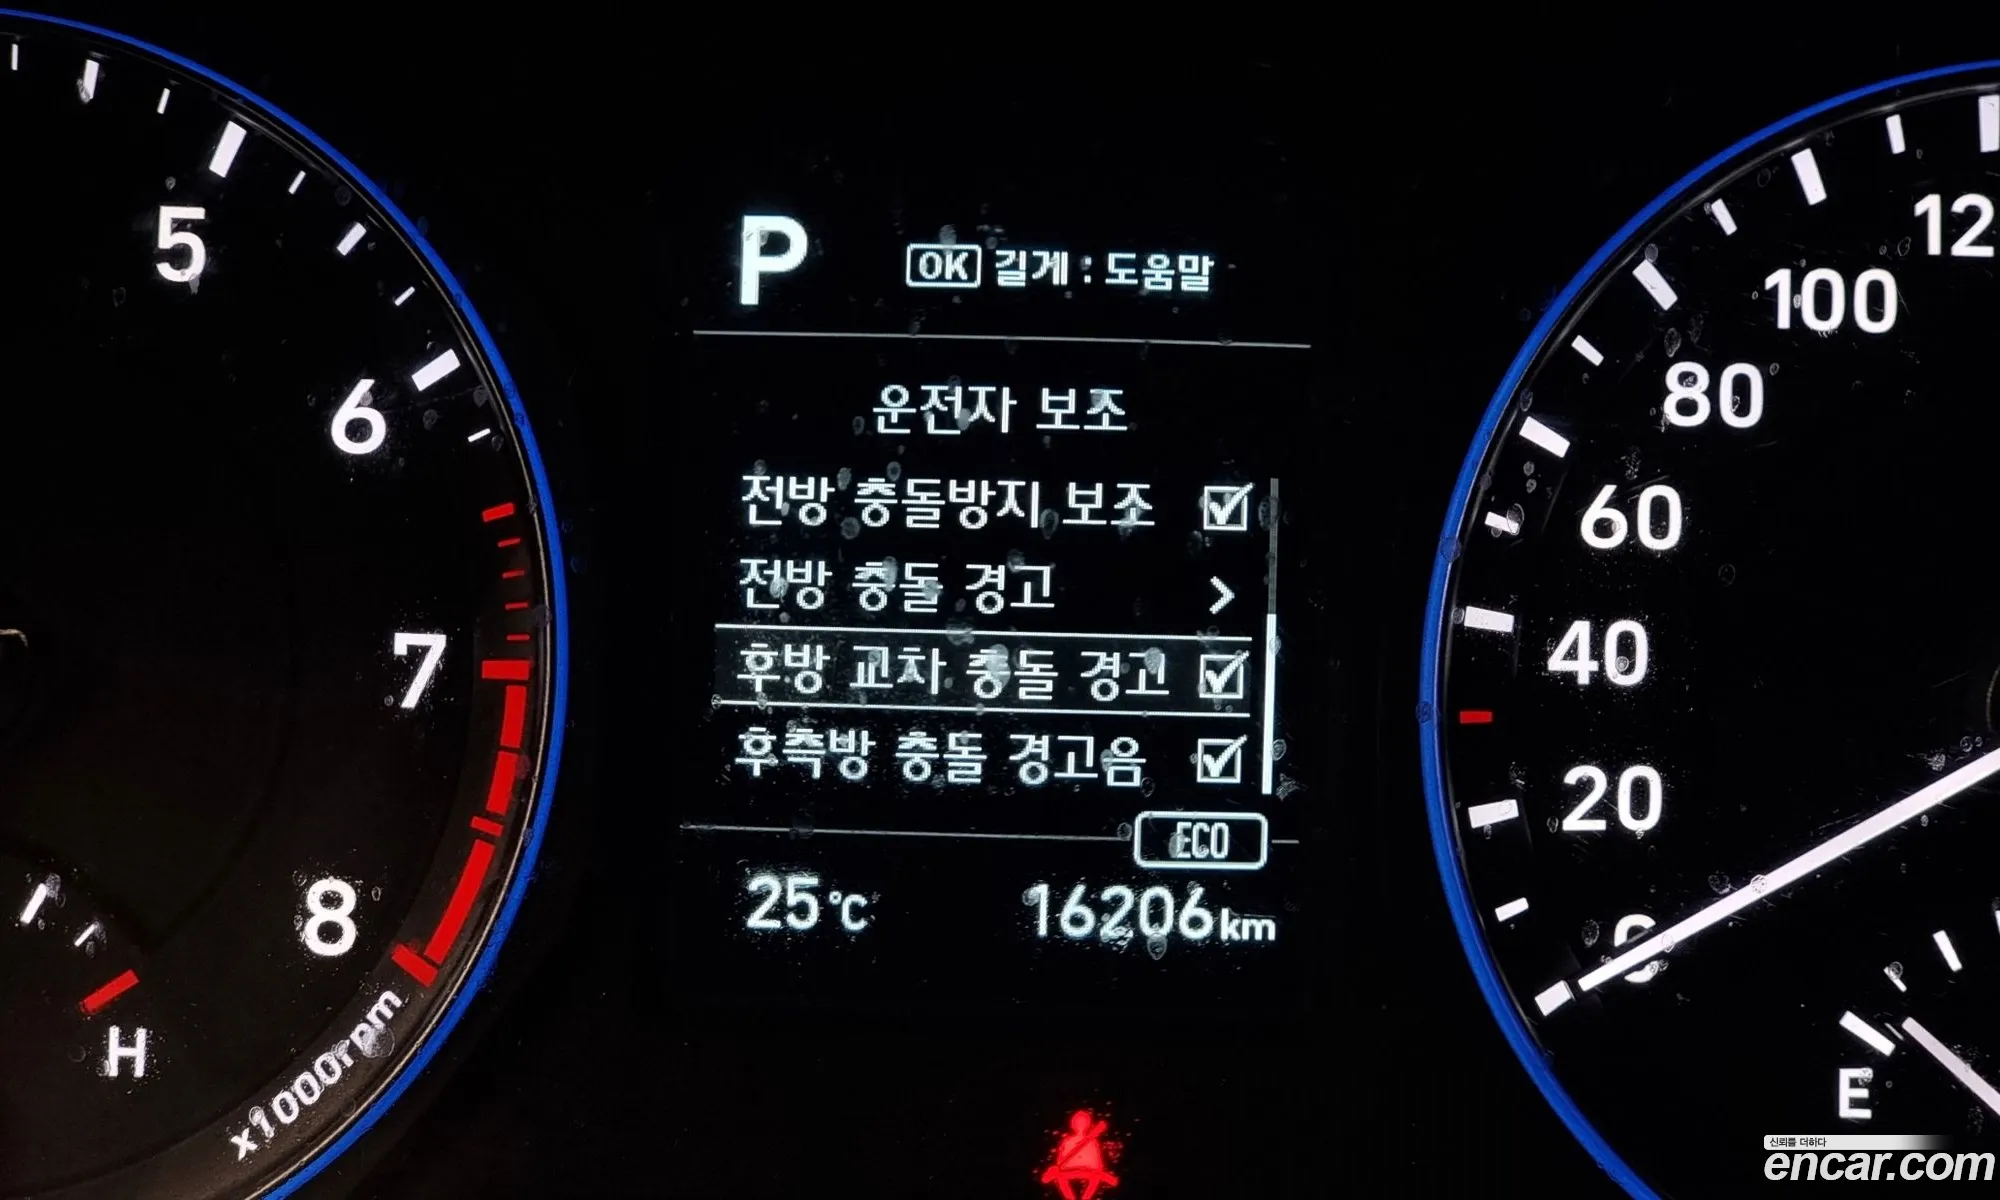 P
OK 길게 : 도움말
운전자 보조
전방 충돌방지 보조
전방 충돌 경고 >
후방 교차 충돌 경고
후측방 충돌 경고음
ECO
25°C 16206km
5
6
7
8
H
x1000rpm
12
100
80
60
40
20
0
E
신뢰를 더하다
encar.com